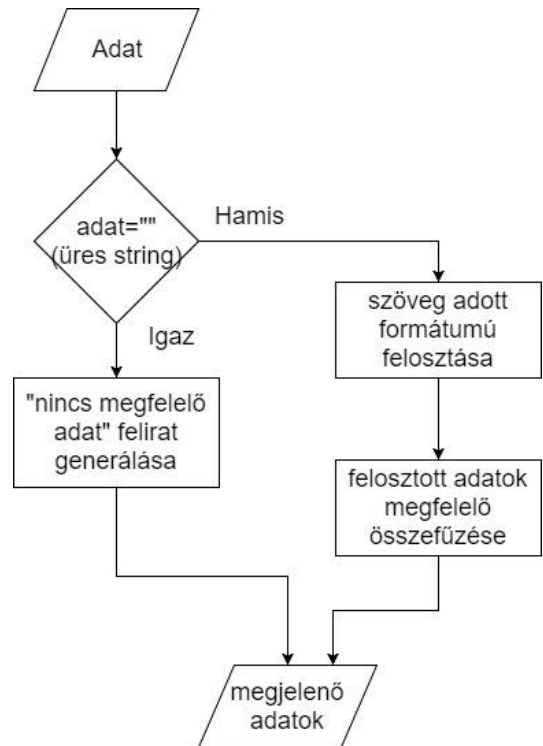 Adat
adat=""
(üres string)
Hamis
Igaz
szöveg adott
formátumú
felosztása
"nincs megfelelő
adat" felirat
generálása
felosztott adatok
megfelelő
összefűzése
megjelenő
adatok